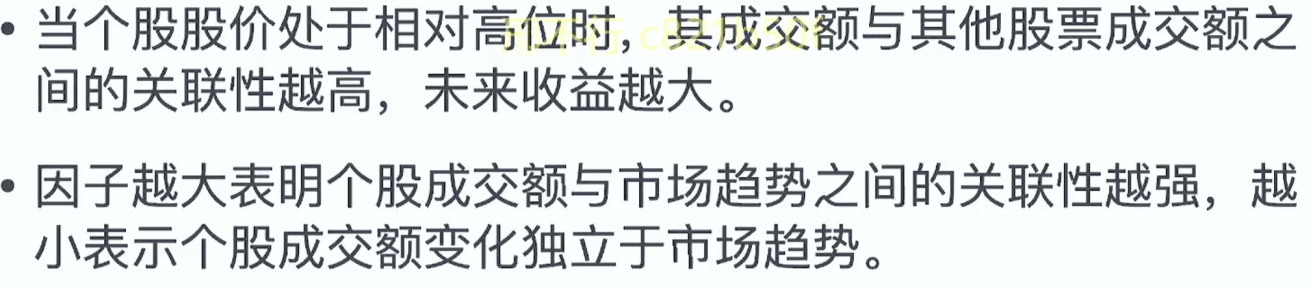 • 当个股股价处于相对高位时，其成交额与其他股票成交额之
间的关联性越高，未来收益越大。
• 因子越大表明个股成交额与市场趋势之间的关联性越强，越
小表示个股成交额变化独立于市场趋势。